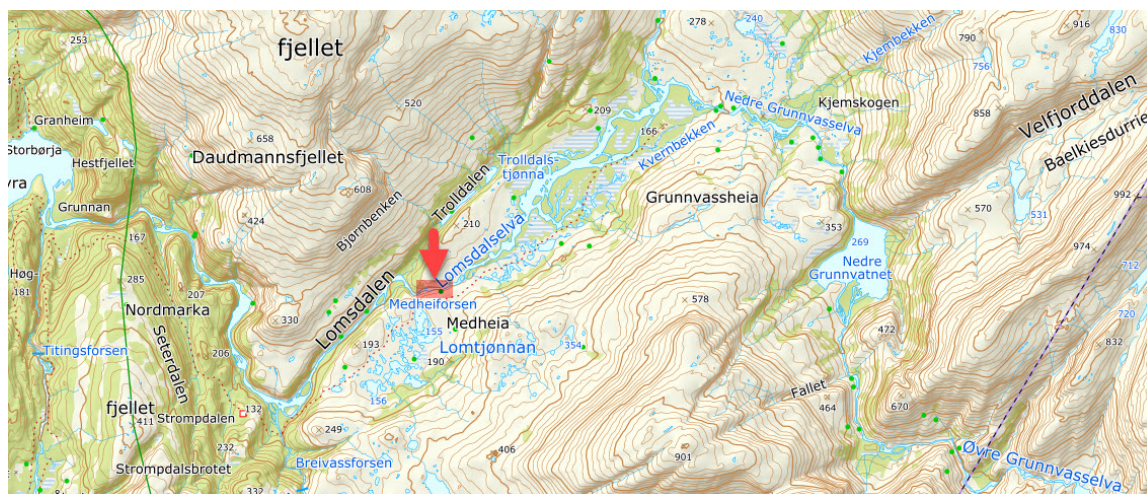 253
278
240
Kjembekken
790
916
830
756
fjellet
520
Granheim
658
Storbørja
Hestfjellet
Daudmannsfjellet
209
166
Nedre Grunnvasselva
Kjemskogen
858
Velfjorddalen
Baelkiesdurrie
Kvernbekken
Trolldals-
tjønna
608
Bjørnbenken
Trolldalen
Grunnvassheia
992
Grunnan
424
210
570
531
167
353
269
974
712
Lomsdalselva
Nedre
Grunnvatnet
Høg-
181
285
207
Nordmarka
330
Lomsdalen
Medheiforsen
578
720
155
Medheia
472
832
Titingsforsen
Seterdalen
206
193
190
Lomtjønnan
354
156
Fallet
fjellet
411
Strompdalen
132
464
670
249
232
406
901
Strompdalsbrotet
332
Breivassforsen
Øvre Grunnvasselva